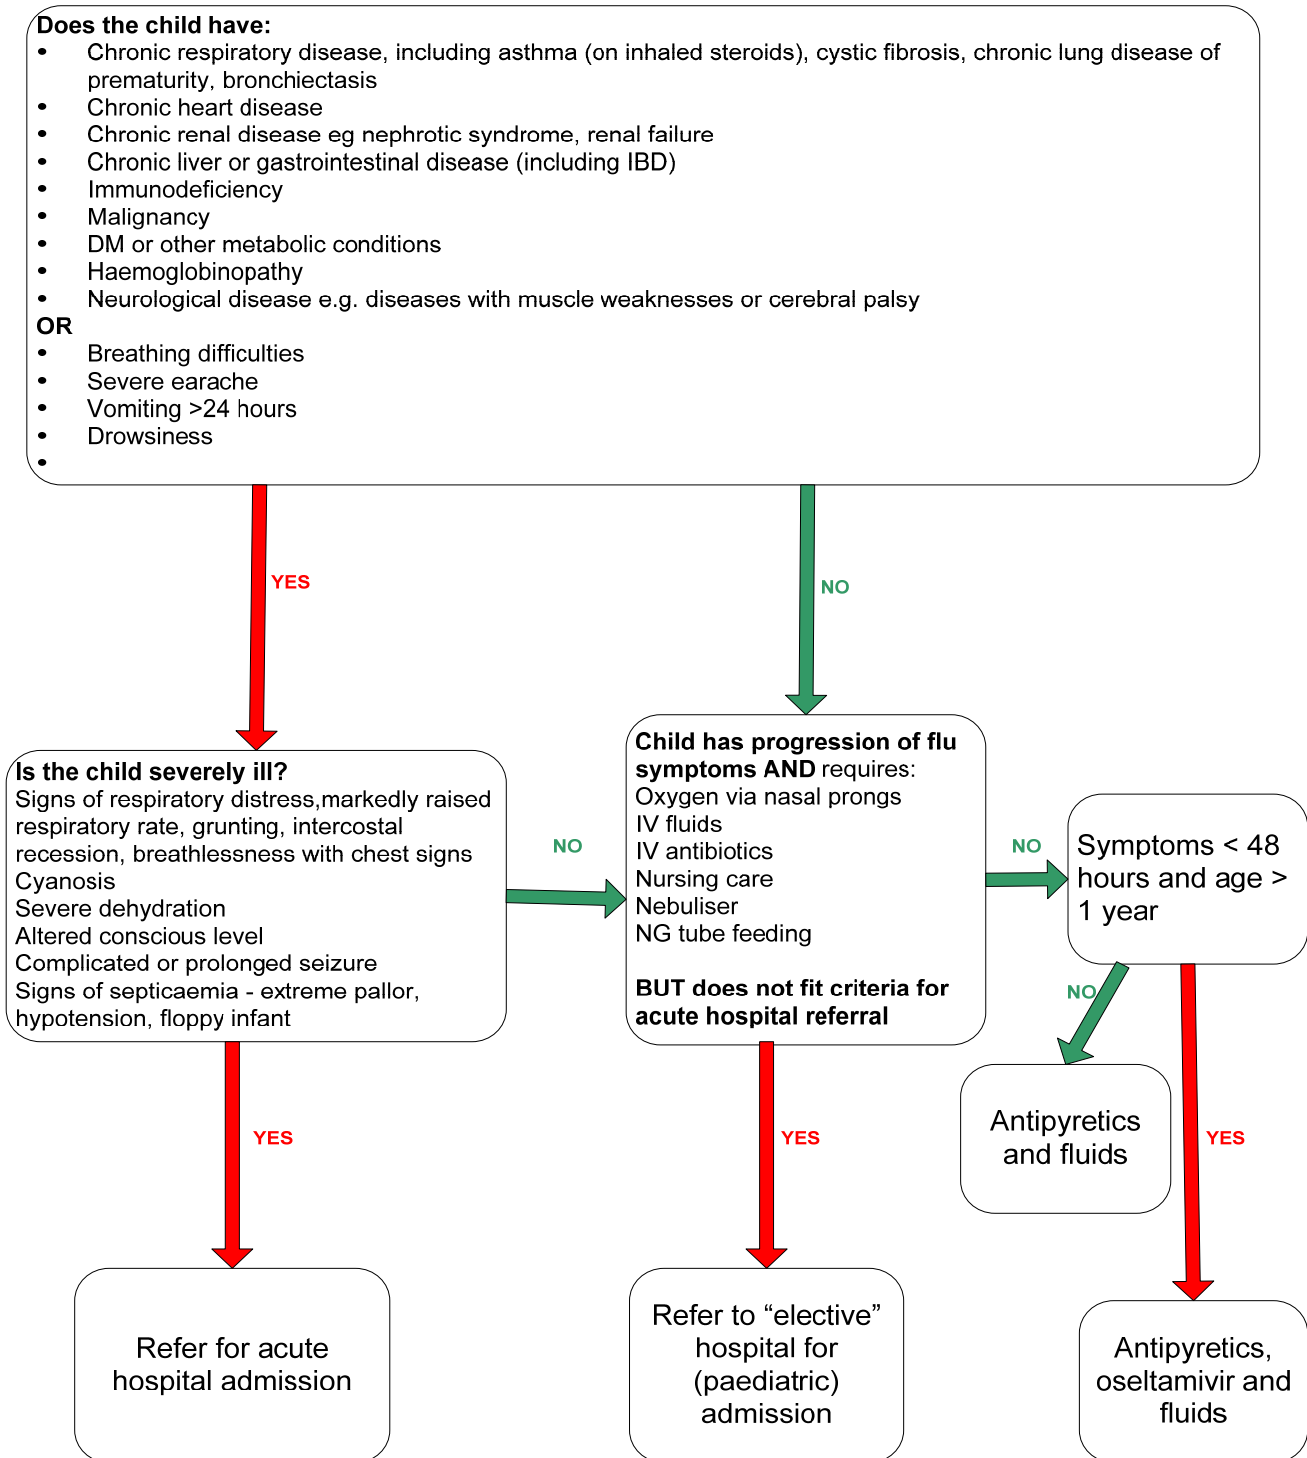 Does the child have:
• Chronic respiratory disease, including asthma (on inhaled steroids), cystic fibrosis, chronic lung disease of
prematurity, bronchiectasis
• Chronic heart disease
• Chronic renal disease eg nephrotic syndrome, renal failure
• Chronic liver or gastrointestinal disease (including IBD)
• Immunodeficiency
• Malignancy
• DM or other metabolic conditions
• Haemoglobinopathy
• Neurological disease e.g. diseases with muscle weaknesses or cerebral palsy
OR
• Breathing difficulties
• Severe earache
• Vomiting >24 hours
• Drowsiness
•
YES
NO
Is the child severely ill?
Signs of respiratory distress,markedly raised
respiratory rate, grunting, intercostal
recession, breathlessness with chest signs
Cyanosis
Severe dehydration
Altered conscious level
Complicated or prolonged seizure
Signs of septicaemia - extreme pallor,
hypotension, floppy infant
NO
Child has progression of flu
symptoms AND requires:
Oxygen via nasal prongs
IV fluids
IV antibiotics
Nursing care
Nebuliser
NG tube feeding
BUT does not fit criteria for
acute hospital referral
NO
Symptoms < 48
hours and age >
1 year
NO
Antipyretics
and fluids
YES
YES
YES
Refer for acute
hospital admission
Refer to “elective”
hospital for
(paediatric)
admission
Antipyretics,
oseltamivir and
fluids